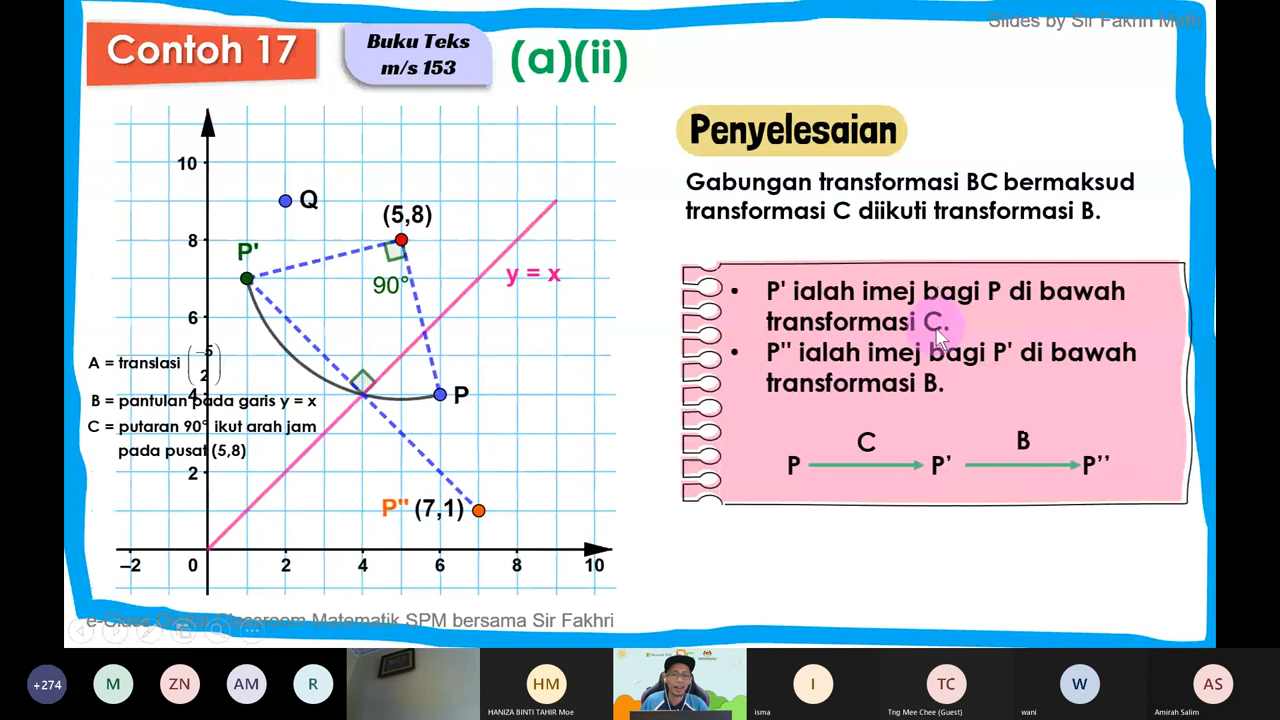 Slides by Sir Fakhri Math
Contoh 17
Buku Teks
m/s 153
(a)(ii)
Penyelesaian
Gabungan transformasi BC bermaksud
transformasi C diikuti transformasi B.
• P' ialah imej bagi P di bawah
transformasi C.
• P" ialah imej bagi P' di bawah
transformasi B.
C
B
P
P’
P’’
10
Q
(5,8)
8
P'
90°
y = x
6
A = translasi (−5 2)
4
P
B = pantulan pada garis y = x
C = putaran 90° ikut arah jam
pada pusat (5,8)
2
P" (7,1)
−2
0
2
4
6
8
10
e-Class Digital Classroom Matematik SPM bersama Sir Fakhri
+274
M
ZN
AM
R
HM
I
TC
W
AS
HANIZA BINTI TAHIR Moe
isma
Tng Mee Chee (Guest)
wani
Amirah Salim